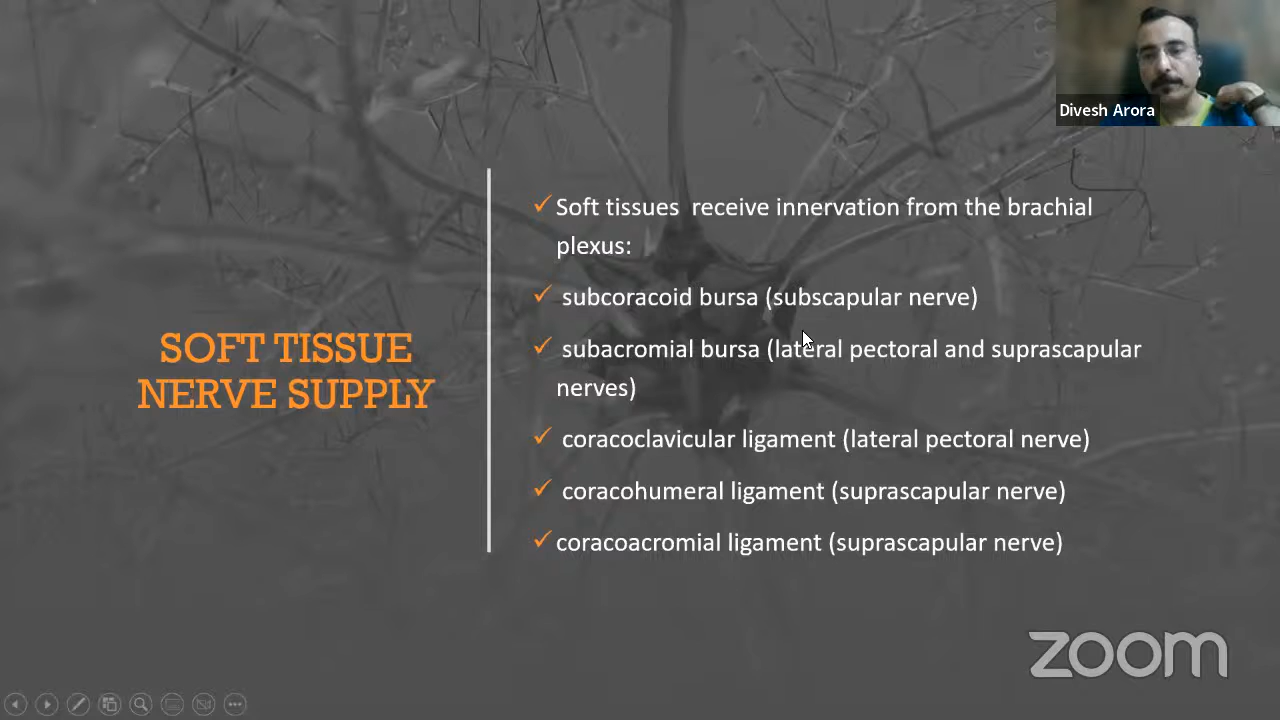 Divesh Arora
SOFT TISSUE
NERVE SUPPLY
✓Soft tissues  receive innervation from the brachial
plexus:
✓ subcoracoid bursa (subscapular nerve)
✓ subacromial bursa (lateral pectoral and suprascapular
nerves)
✓ coracoclavicular ligament (lateral pectoral nerve)
✓ coracohumeral ligament (suprascapular nerve)
✓coracoacromial ligament (suprascapular nerve)
zoom